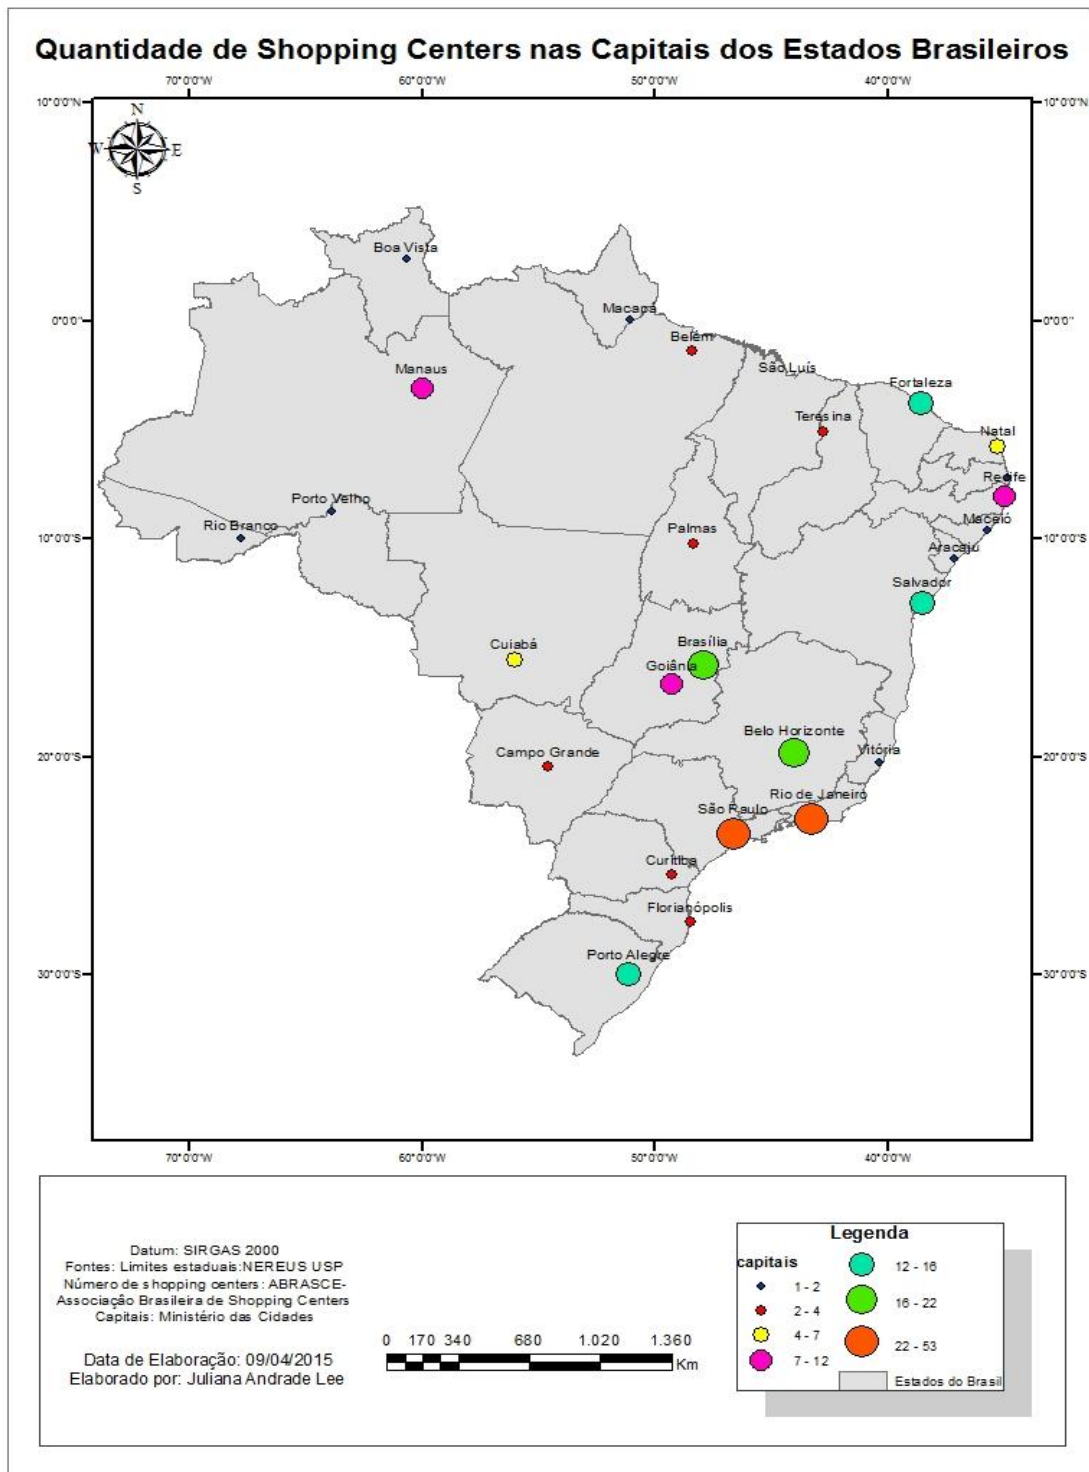 Quantidade de Shopping Centers nas Capitais dos Estados Brasileiros
70°0'0"W 60°0'0"W 50°0'0"W 40°0'0"W
10°0'0"N 10°0'0"N
N
W E
S
Boa Vista
Macapá
0°0'0" 0°0'0"
Belém
Manaus
São Luís
Fortaleza
Teresina
Natal
Recife
Porto Velho
Maceió
Rio Branco
Palmas
10°0'0"S 10°0'0"S
Aracaju
Salvador
Cuiabá
Brasília
Goiânia
Belo Horizonte
Campo Grande
Vitória
20°0'0"S 20°0'0"S
Rio de Janeiro
São Paulo
Curitiba
Florianópolis
Porto Alegre
30°0'0"S 30°0'0"S
70°0'0"W 60°0'0"W 50°0'0"W 40°0'0"W
Datum: SIRGAS 2000
Fontes: Limites estaduais:NEREUS USP
Número de shopping centers: ABRASCE-
Associação Brasileira de Shopping Centers
Capitais: Ministério das Cidades
Data de Elaboração: 09/04/2015
Elaborado por: Juliana Andrade Lee
0 170 340 680 1.020 1.360
Km
Legenda
capitais
1 - 2
2 - 4
4 - 7
7 - 12
12 - 16
16 - 22
22 - 53
Estados do Brasil